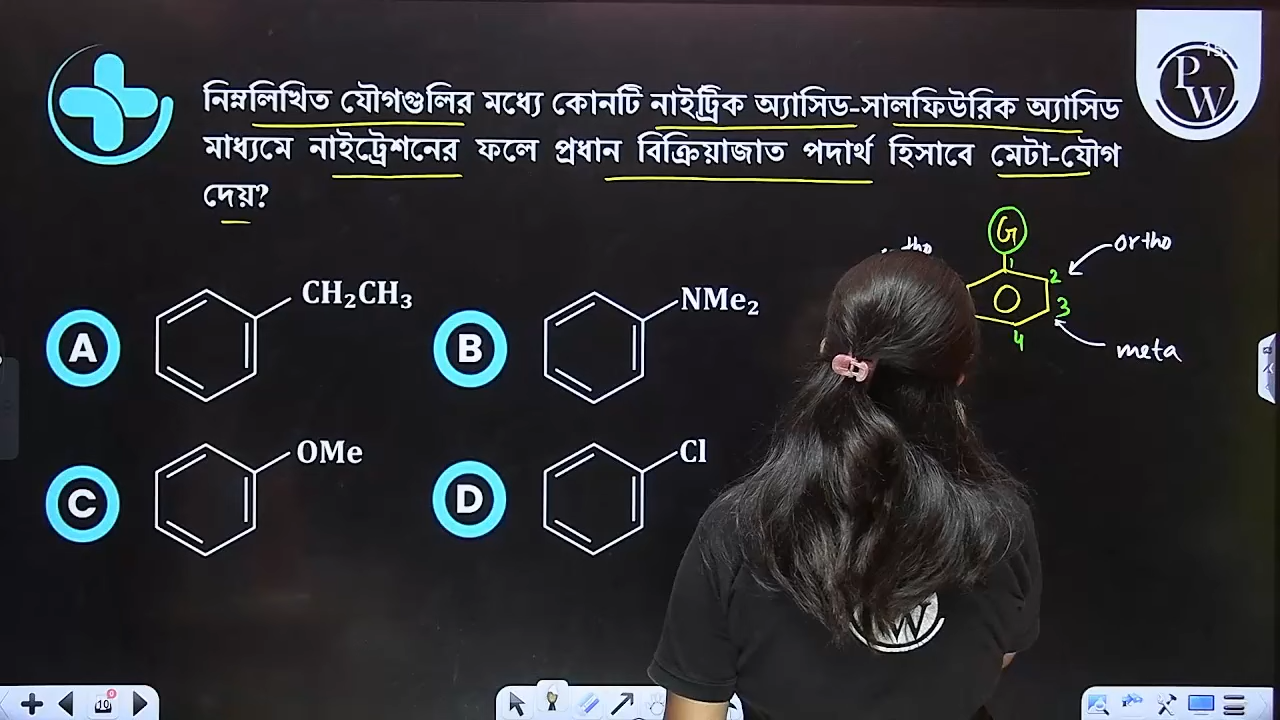 নিম্নলিখিত যৌগগুলির মধ্যে কোনটি নাইট্রিক অ্যাসিড-সালফিউরিক অ্যাসিড
মাধ্যমে নাইট্রেশনের ফলে প্রধান বিক্রিয়াজাত পদার্থ হিসাবে মেটা-যৌগ
দেয়?
PW
G
ortho
1
2
3
4
meta
A
CH₂CH₃
B
NMe₂
C
OMe
D
Cl
W
10